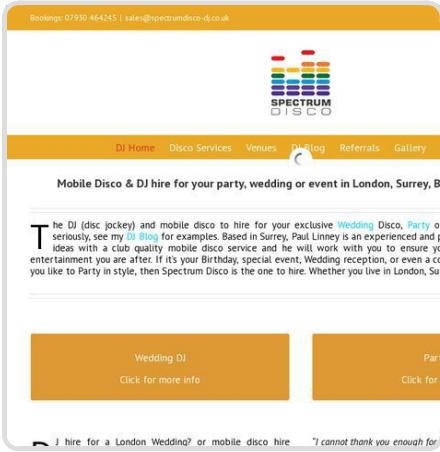 Bookings: 07930 464245 | sales@spectrumdisco-dj.co.uk
SPECTRUM
DISCO
DJ Home Disco Services Venues DJ Blog Referrals Gallery
Mobile Disco & DJ hire for your party, wedding or event in London, Surrey, B
The DJ (disc jockey) and mobile disco to hire for your exclusive Wedding Disco, Party o
seriously, see my DJ Blog for examples. Based in Surrey, Paul Linney is an experienced and p
ideas with a club quality mobile disco service and he will work with you to ensure yo
entertainment you are after. If it's your Birthday, special event, Wedding reception, or even a co
you like to Party in style, then Spectrum Disco is the one to hire. Whether you live in London, Su
Wedding DJ
Click for more info
Par
Click for
DJ hire for a London Wedding? or mobile disco hire
"I cannot thank you enough for